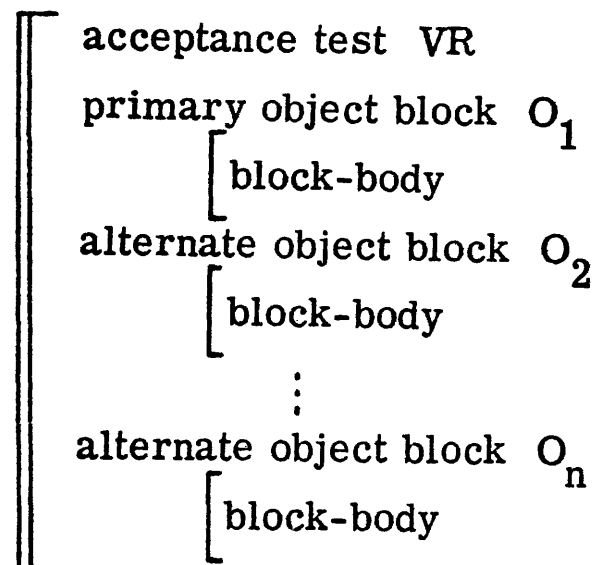 acceptance test VR
primary object block O₁
block-body
alternate object block O₂
block-body
⋮
alternate object block Oₙ
block-body